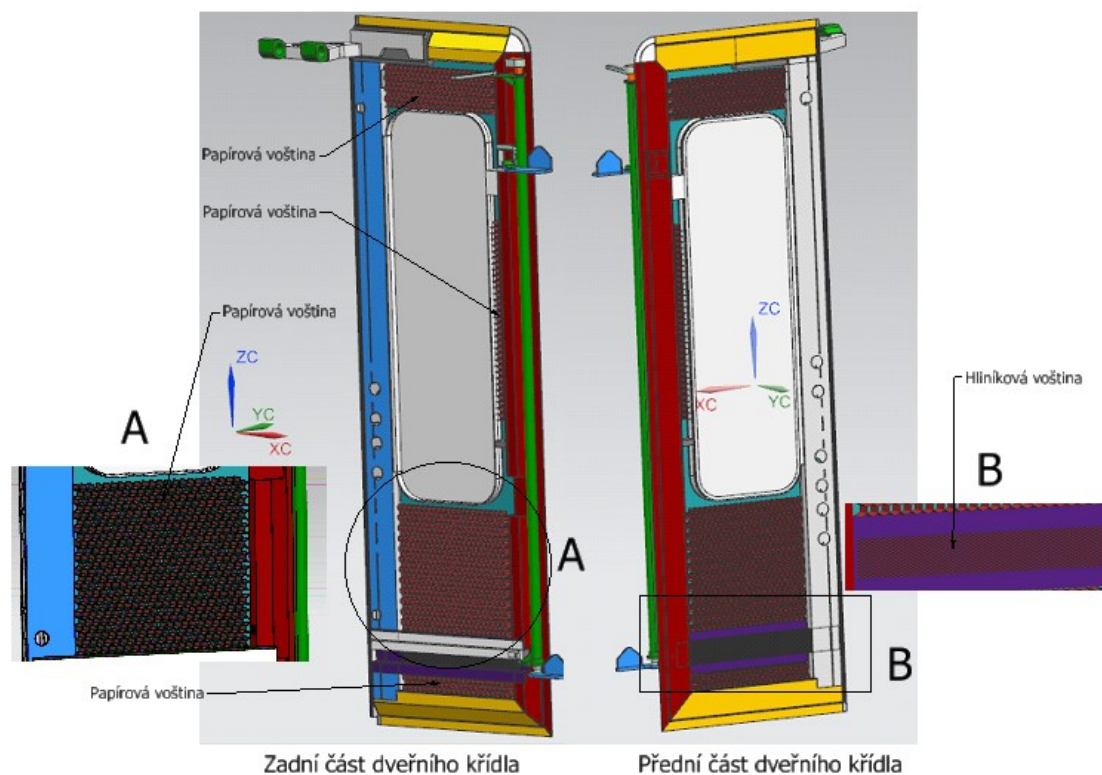 Papírová voština
Papírová voština
Papírová voština
ZC
YC
XC
A
A
Papírová voština
ZC
XC
YC
Hliníková voština
B
B
Zadní část dveřního křídla
Přední část dveřního křídla